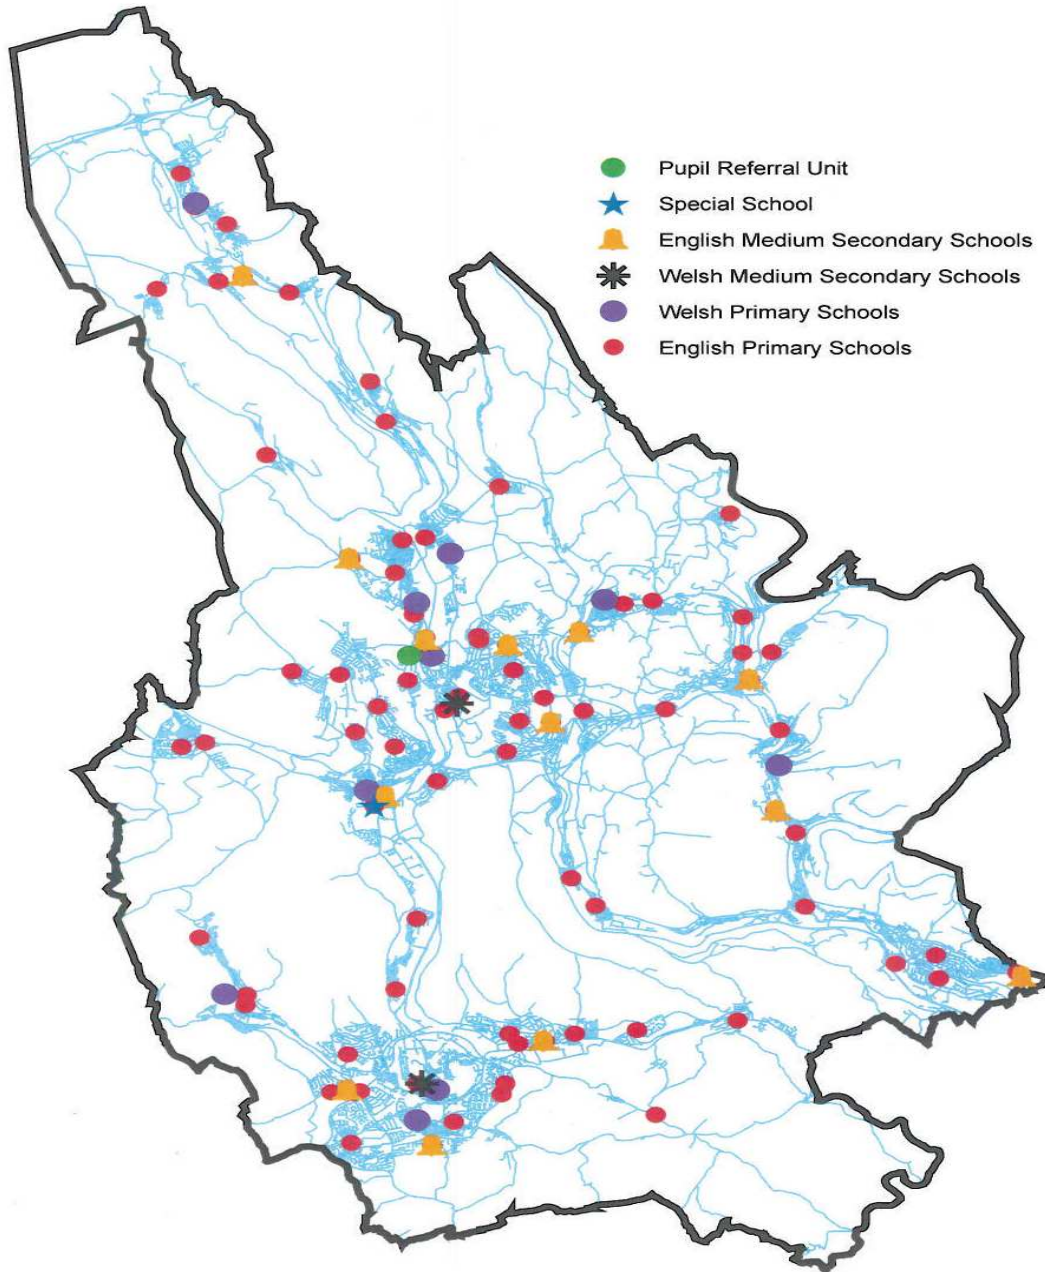 Pupil Referral Unit
Special School
English Medium Secondary Schools
Welsh Medium Secondary Schools
Welsh Primary Schools
English Primary Schools